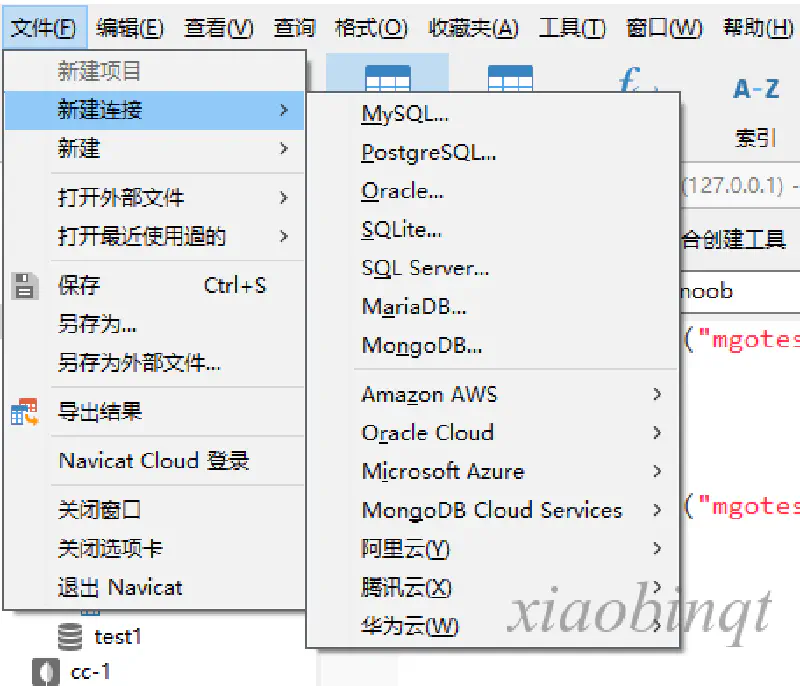 文件(F) 编辑(E) 查看(V) 查询 格式(O) 收藏夹(A) 工具(T) 窗口(W) 帮助(H)
新建项目
新建连接
新建
打开外部文件
打开最近使用過的
保存 Ctrl+S
另存为...
另存为外部文件...
导出结果
Navicat Cloud 登录
关闭窗口
关闭选项卡
退出 Navicat
MySQL...
PostgreSQL...
Oracle...
SQLite...
SQL Server...
MariaDB...
MongoDB...
Amazon AWS
Oracle Cloud
Microsoft Azure
MongoDB Cloud Services
阿里云(Y)
腾讯云(X)
华为云(W)
A-Z
索引
(127.0.0.1) -
合创建工具
noob
("mgotes
("mgotes
test1
cc-1
xiaobinqt